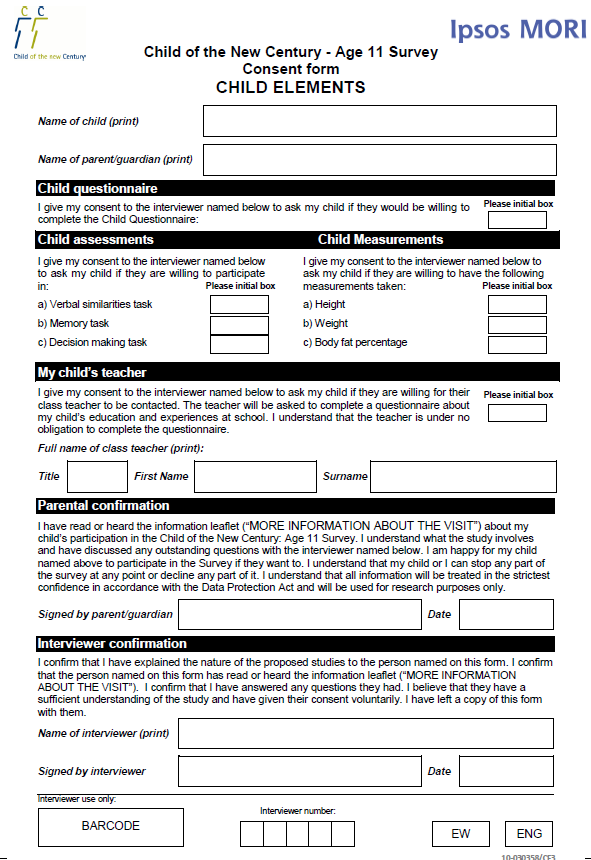 C C
Child of the New Century
Ipsos MORI
Child of the New Century - Age 11 Survey
Consent form
CHILD ELEMENTS
Name of child (print)
Name of parent/guardian (print)
Child questionnaire
I give my consent to the interviewer named below to ask my child if they would be willing to
complete the Child Questionnaire:
Please initial box
Child assessments
I give my consent to the interviewer named below
to ask my child if they are willing to participate
in:
Please initial box
a) Verbal similarities task
b) Memory task
c) Decision making task
Child Measurements
I give my consent to the interviewer named below to
ask my child if they are willing to have the following
measurements taken:
Please initial box
a) Height
b) Weight
c) Body fat percentage
My child's teacher
I give my consent to the interviewer named below to ask my child if they are willing for their
class teacher to be contacted. The teacher will be asked to complete a questionnaire about
my child's education and experiences at school. I understand that the teacher is under no
obligation to complete the questionnaire.
Please initial box
Full name of class teacher (print):
Title First Name Surname
Parental confirmation
I have read or heard the information leaflet ("MORE INFORMATION ABOUT THE VISIT") about my
child's participation in the Child of the New Century: Age 11 Survey. I understand what the study involves
and have discussed any outstanding questions with the interviewer named below. I am happy for my child
named above to participate in the Survey if they want to. I understand that my child or I can stop any part of
the survey at any point or decline any part of it. I understand that all information will be treated in the strictest
confidence in accordance with the Data Protection Act and will be used for research purposes only.
Signed by parent/guardian Date
Interviewer confirmation
I confirm that I have explained the nature of the proposed studies to the person named on this form. I confirm
that the person named on this form has read or heard the information leaflet ("MORE INFORMATION
ABOUT THE VISIT"). I confirm that I have answered any questions they had. I believe that they have a
sufficient understanding of the study and have given their consent voluntarily. I have left a copy of this form
with them.
Name of interviewer (print)
Signed by interviewer Date
Interviewer use only:
BARCODE
Interviewer number:
EW ENG
10-030358/CF3